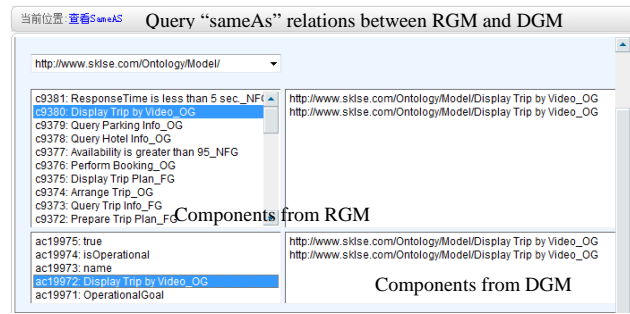 当前位置:查看SameAS
Query “sameAs” relations between RGM and DGM
http://www.sklse.com/Ontology/Model/
c9381: ResponseTime is less than 5 sec._NFG
c9380: Display Trip by Video_OG
c9379: Query Parking Info_OG
c9378: Query Hotel Info_OG
c9377: Availability is greater than 95_NFG
c9376: Perform Booking_OG
c9375: Display Trip Plan_FG
c9374: Arrange Trip_OG
c9373: Query Trip Info_FG
c9372: Prepare Trip Plan_FG
http://www.sklse.com/Ontology/Model/Display Trip by Video_OG
http://www.sklse.com/Ontology/Model/Display Trip by Video_OG
Components from RGM
ac19975: true
ac19974: isOperational
ac19973: name
ac19972: Display Trip by Video_OG
ac19971: OperationalGoal
http://www.sklse.com/Ontology/Model/Display Trip by Video_OG
http://www.sklse.com/Ontology/Model/Display Trip by Video_OG
Components from DGM